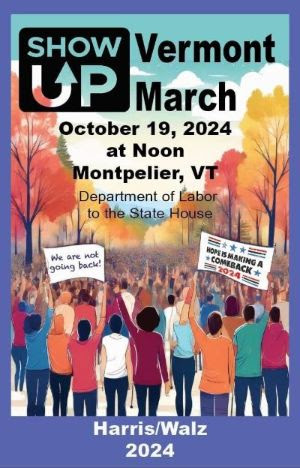 SHOW
UP
Vermont
March
October 19, 2024
at Noon
Montpelier, VT
Department of Labor
to the State House
We are not
going back!
HOPE IS MAKING A
COMEBACK
2024
Harris/Walz
2024